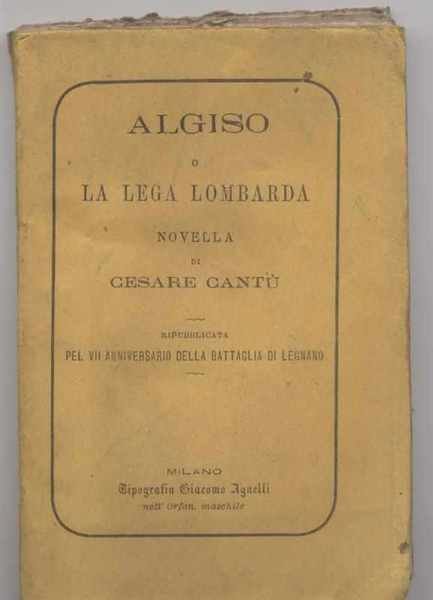 ALGISO
O
LA LEGA LOMBARDA
NOVELLA
DI
CESARE CANTÙ
RIPUBBLICATA
PEL VII ANNIVERSARIO DELLA BATTAGLIA DI LEGNANO
MILANO
Tipografia Giacomo Agnelli
nell' Orfan. maschile